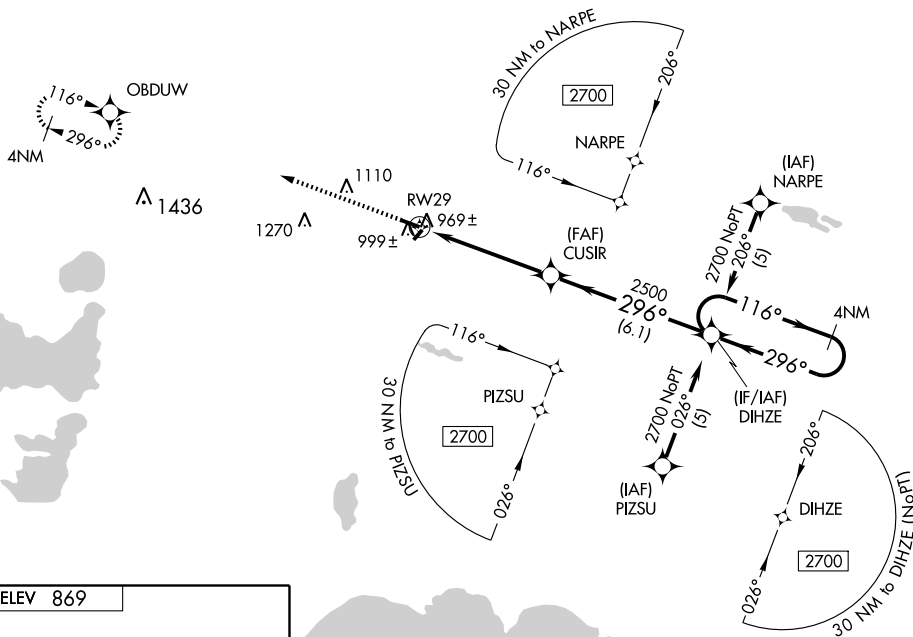 30 NM to NARPE
206°
2700
NARPE
116°
116°
OBDUW
296°
4NM
1436
1110
1270
RW29
969±
999±
(FAF)
CUSIR
(IAF)
NARPE
2700 NoPT
206°
(5)
2500
296°
(6.1)
116°
4NM
296°
(IF/IAF)
DIHZE
2700 NoPT
026°
(5)
(IAF)
PIZSU
116°
PIZSU
2700
30 NM to PIZSU
026°
206°
DIHZE
2700
026°
30 NM to DIHZE (NoPT)
ELEV 869